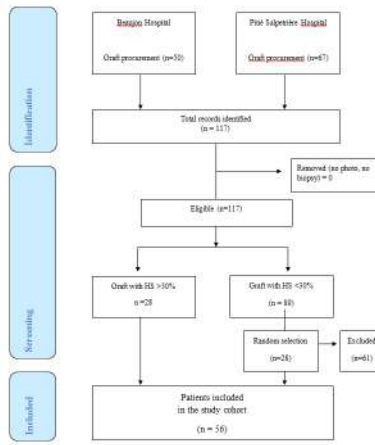 Beaujon Hospital
Graft procurement (n=50)
Pitié Salpetrière Hospital
Graft procurement (n=67)
Identification
Total records identified
(n = 117)
Removed (no photo, no
biopsy) = 0
Screening
Eligible (n=117)
Graft with HS >30%
n =28
Graft with HS <30%
(n = 89)
Random selection
(n=28)
Excluded
(n=61)
Included
Patients included
in the study cohort
(n = 56)